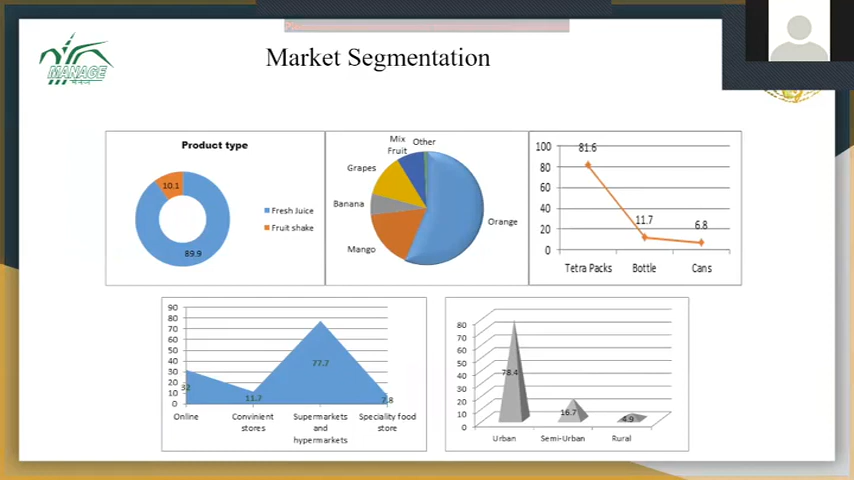 MANAGE
Market Segmentation
Product type
10.1
89.9
Fresh Juice
Fruit shake
Mix
Fruit
Other
Grapes
Banana
Mango
Orange
100
80
60
40
20
0
81.6
11.7
6.8
Tetra Packs
Bottle
Cans
90
80
70
60
50
40
30
20
10
0
32
11.7
77.7
7.8
Online
Convinient
stores
Supermarkets
and
hypermarkets
Speciality food
store
80
70
60
50
40
30
20
10
0
78.4
16.7
4.9
Urban
Semi-Urban
Rural